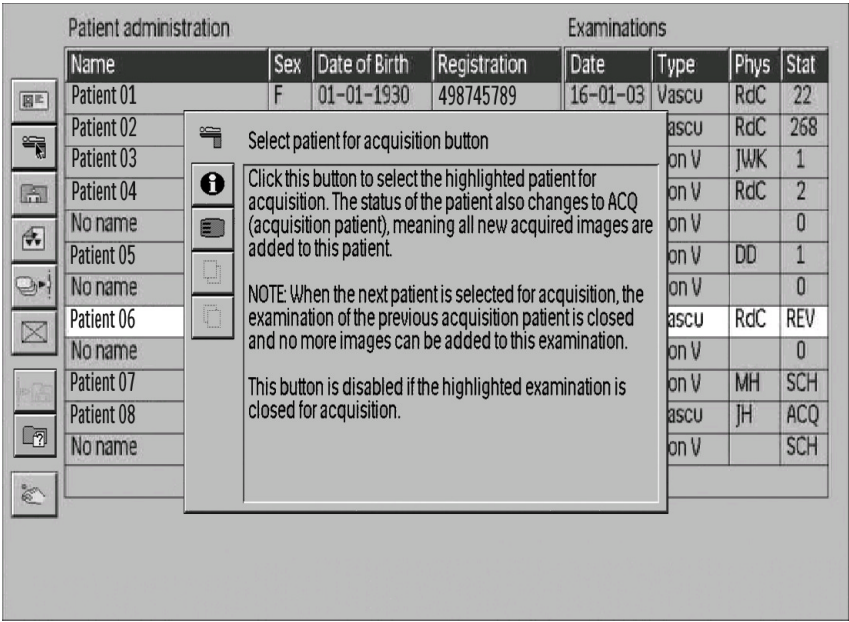 Patient administration Examinations
Name Sex Date of Birth Registration Date Type Phys Stat
Patient 01 F 01-01-1930 498745789 16-01-03 Vascu RdC 22
Patient 02 ascu RdC 268
Select patient for acquisition button
Patient 03 on V JWK 1
Click this button to select the highlighted patient for
Patient 04 on V RdC 2
acquisition. The status of the patient also changes to ACQ
No name on V 0
(acquisition patient), meaning all new acquired images are
Patient 05 on V DD 1
added to this patient.
No name on V 0
NOTE: When the next patient is selected for acquisition, the
Patient 06 ascu RdC REV
examination of the previous acquisition patient is closed
and no more images can be added to this examination.
No name on V 0
Patient 07 on V MH SCH
This button is disabled if the highlighted examination is
Patient 08 ascu JH ACQ
closed for acquisition.
No name on V SCH